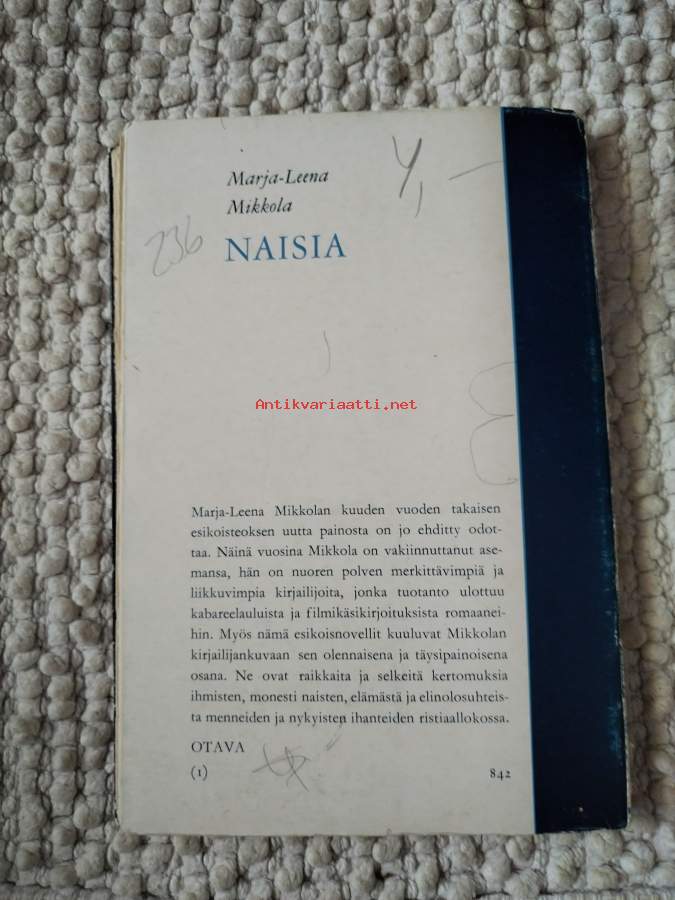 Marja-Leena
4,—
Mikkola
236
NAISIA
Antikvariaatti.net
Marja-Leena Mikkolan kuuden vuoden takaisen
esikoisteoksen uutta painosta on jo ehditty odot-
taa. Näinä vuosina Mikkola on vakiinnuttanut ase-
mansa, hän on nuoren polven merkittävimpiä ja
liikkuvimpia kirjailijoita, jonka tuotanto ulottuu
kabareelauluista ja filmikäsikirjoituksista romaanei-
hin. Myös nämä esikoisnovellit kuuluvat Mikkolan
kirjailijankuvaan sen olennaisena ja täysipainoisena
osana. Ne ovat raikkaita ja selkeitä kertomuksia
ihmisten, monesti naisten, elämästä ja elinolosuhteis-
ta menneiden ja nykyisten ihanteiden ristiaallokossa.
OTAVA
(1) 842